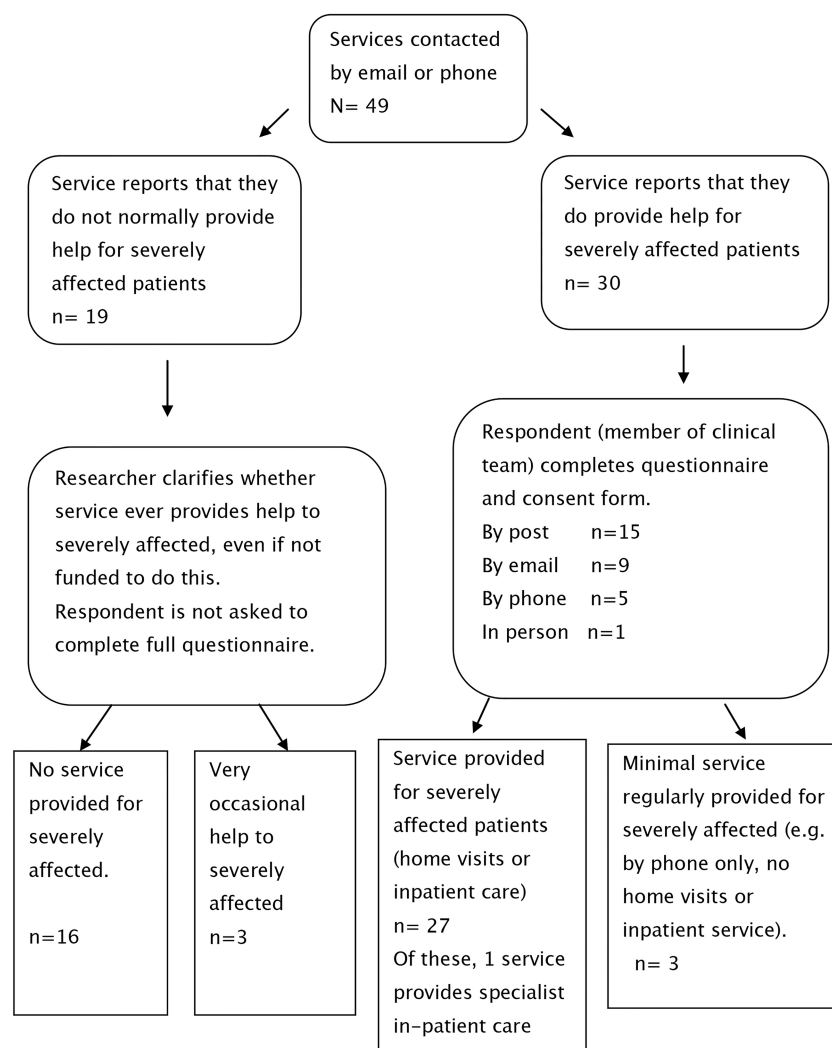 Services contacted
by email or phone
N= 49
Service reports that they
do not normally provide
help for severely
affected patients
n= 19
Service reports that they
do provide help for
severely affected patients
n= 30
Researcher clarifies whether
service ever provides help to
severely affected, even if not
funded to do this.
Respondent is not asked to
complete full questionnaire.
Respondent (member of clinical
team) completes questionnaire
and consent form.
By post n=15
By email n=9
By phone n=5
In person n=1
No service
provided for
severely
affected.
n=16
Very
occasional
help to
severely
affected
n=3
Service provided
for severely
affected patients
(home visits or
inpatient care)
n= 27
Of these, 1 service
provides specialist
in-patient care
Minimal service
regularly provided for
severely affected (e.g.
by phone only, no
home visits or
inpatient service).
n= 3